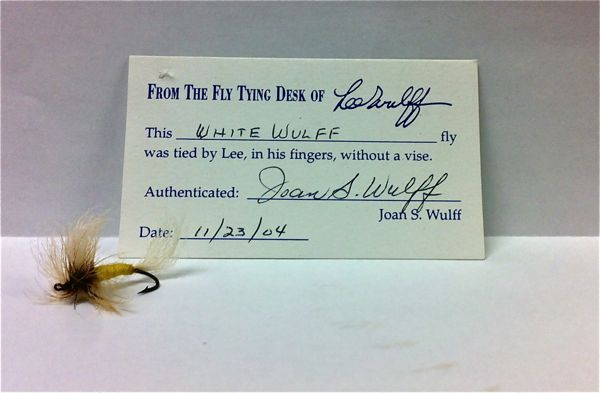 FROM THE FLY TYING DESK OF Lee Wulff
This WHITE WULFF fly
was tied by Lee, in his fingers, without a vise.
Authenticated: Joan S. Wulff
Joan S. Wulff
Date: 11/23/04